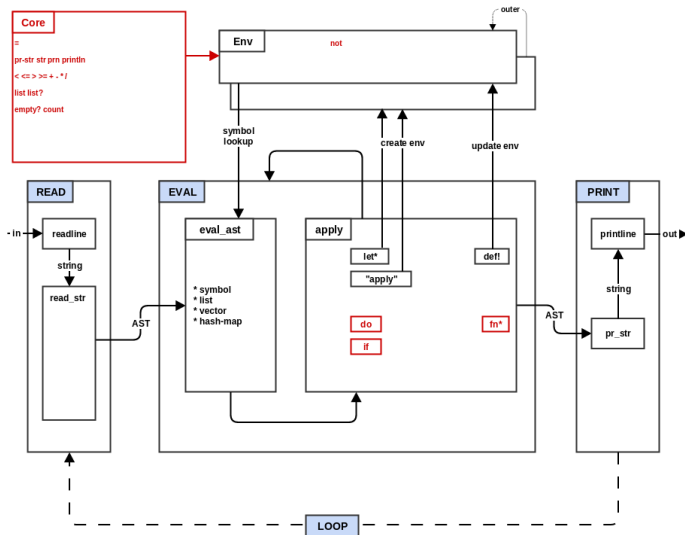 outer
Core
Env
not
=
pr-str str prn println
< <= > >= + - * /
list list?
empty? count
symbol
lookup
create env
update env
READ
EVAL
PRINT
eval_ast
apply
- in
readline
printline
out
let*
def!
string
"apply"
read_str
string
* symbol
* list
* vector
* hash-map
AST
do
fn*
AST
pr_str
if
LOOP